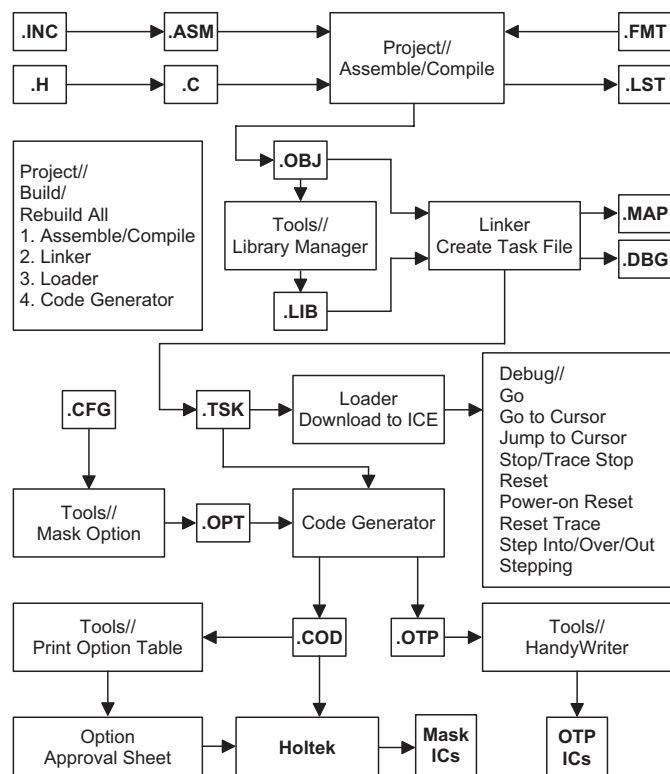 .INC
.ASM
Project//
Assemble/Compile
.FMT
.H
.C
.LST
.OBJ
Project//
Build/
Rebuild All
1. Assemble/Compile
2. Linker
3. Loader
4. Code Generator
Tools//
Library Manager
Linker
Create Task File
.MAP
.DBG
.LIB
.CFG
.TSK
Loader
Download to ICE
Debug//
Go
Go to Cursor
Jump to Cursor
Stop/Trace Stop
Reset
Power-on Reset
Reset Trace
Step Into/Over/Out
Stepping
Tools//
Mask Option
.OPT
Code Generator
Tools//
Print Option Table
.COD
.OTP
Tools//
HandyWriter
Option
Approval Sheet
Holtek
Mask
ICs
OTP
ICs